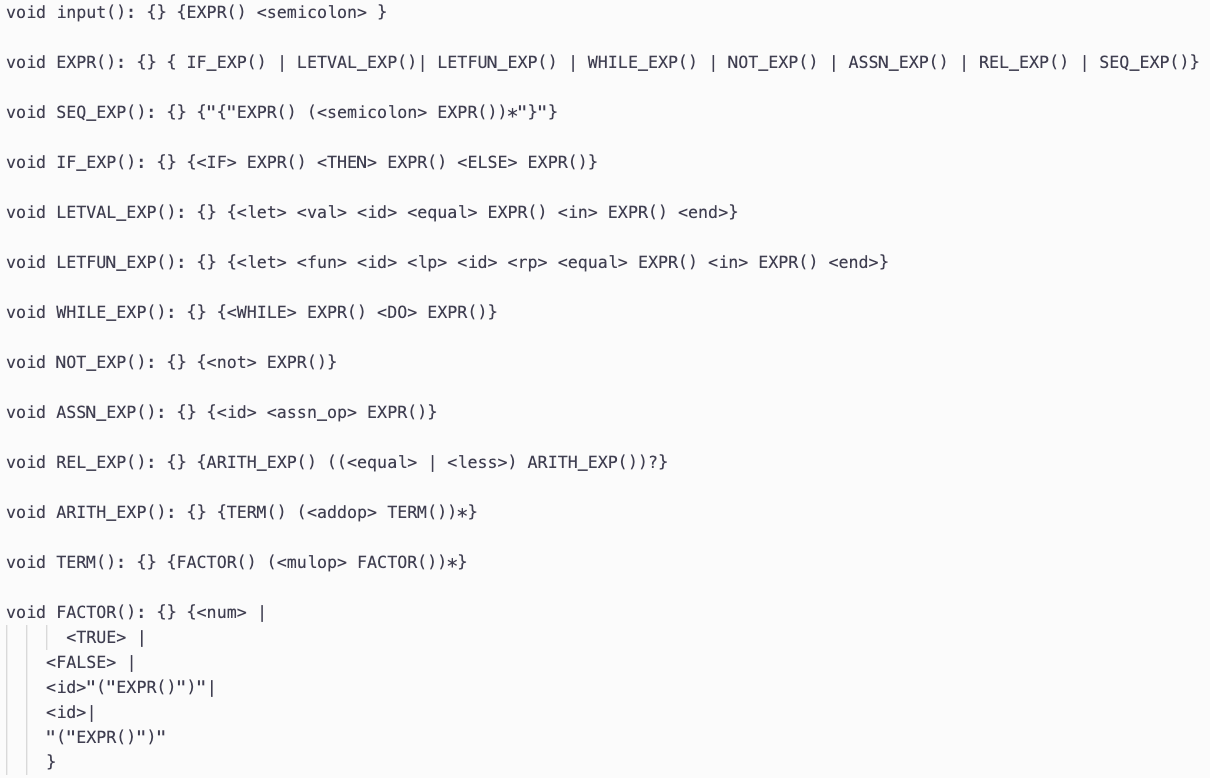 void input(): {} {EXPR() <semicolon> }
void EXPR(): {} { IF_EXP() | LETVAL_EXP()| LETFUN_EXP() | WHILE_EXP() | NOT_EXP() | ASSN_EXP() | REL_EXP() | SEQ_EXP()}
void SEQ_EXP(): {} {"{"EXPR() (<semicolon> EXPR())*"}"}
void IF_EXP(): {} {<IF> EXPR() <THEN> EXPR() <ELSE> EXPR()}
void LETVAL_EXP(): {} {<let> <val> <id> <equal> EXPR() <in> EXPR() <end>}
void LETFUN_EXP(): {} {<let> <fun> <id> <lp> <id> <rp> <equal> EXPR() <in> EXPR() <end>}
void WHILE_EXP(): {} {<WHILE> EXPR() <DO> EXPR()}
void NOT_EXP(): {} {<not> EXPR()}
void ASSN_EXP(): {} {<id> <assn_op> EXPR()}
void REL_EXP(): {} {ARITH_EXP() ((<equal> | <less>) ARITH_EXP())?}
void ARITH_EXP(): {} {TERM() (<addop> TERM())*}
void TERM(): {} {FACTOR() (<mulop> FACTOR())*}
void FACTOR(): {} {<num> |
<TRUE> |
<FALSE> |
<id>"("EXPR()")"|
<id>|
"("EXPR()")"
}